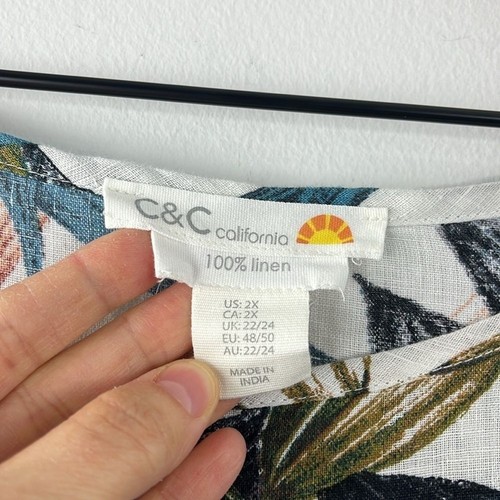 C&C california
100% linen
US: 2X
CA: 2X
UK: 22/24
EU: 48/50
AU: 22/24
MADE IN
INDIA